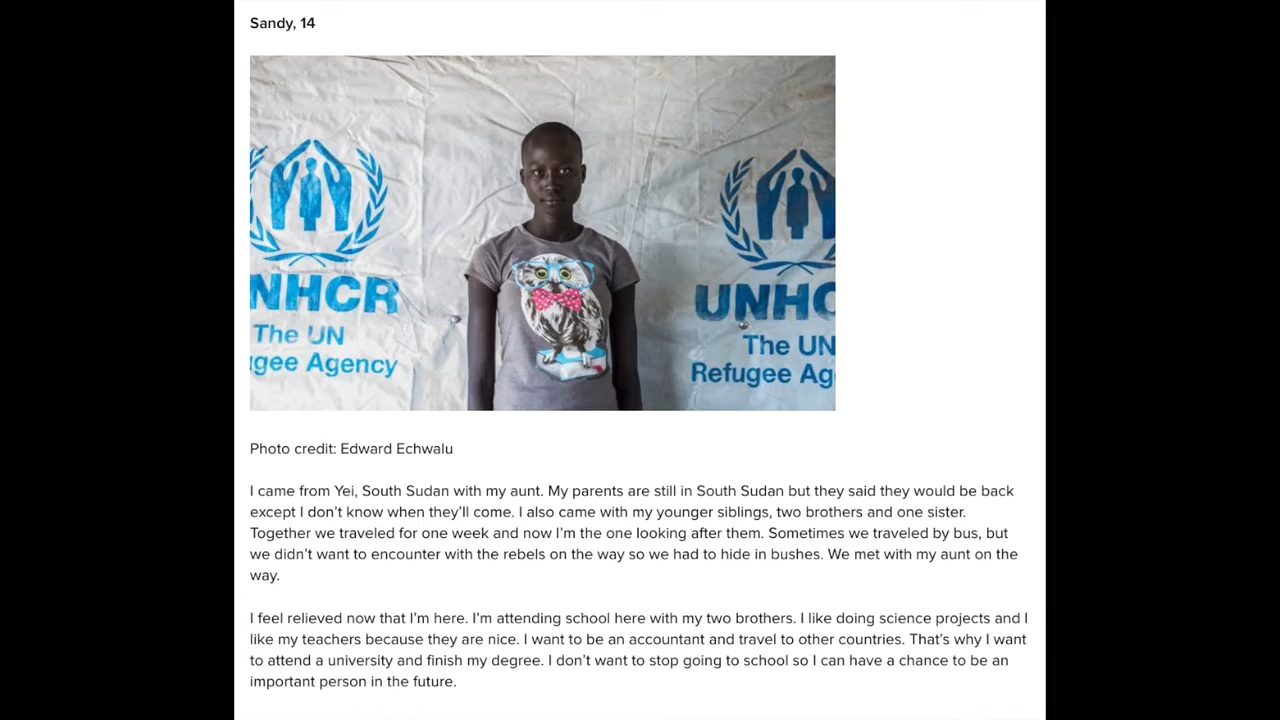 Sandy, 14
NHCR
The UN
gee Agency
UNHC
The UN
Refugee Ag
Photo credit: Edward Echwalu
I came from Yei, South Sudan with my aunt. My parents are still in South Sudan but they said they would be back
except I don’t know when they’ll come. I also came with my younger siblings, two brothers and one sister.
Together we traveled for one week and now I’m the one looking after them. Sometimes we traveled by bus, but
we didn’t want to encounter with the rebels on the way so we had to hide in bushes. We met with my aunt on the
way.
I feel relieved now that I’m here. I’m attending school here with my two brothers. I like doing science projects and I
like my teachers because they are nice. I want to be an accountant and travel to other countries. That’s why I want
to attend a university and finish my degree. I don’t want to stop going to school so I can have a chance to be an
important person in the future.